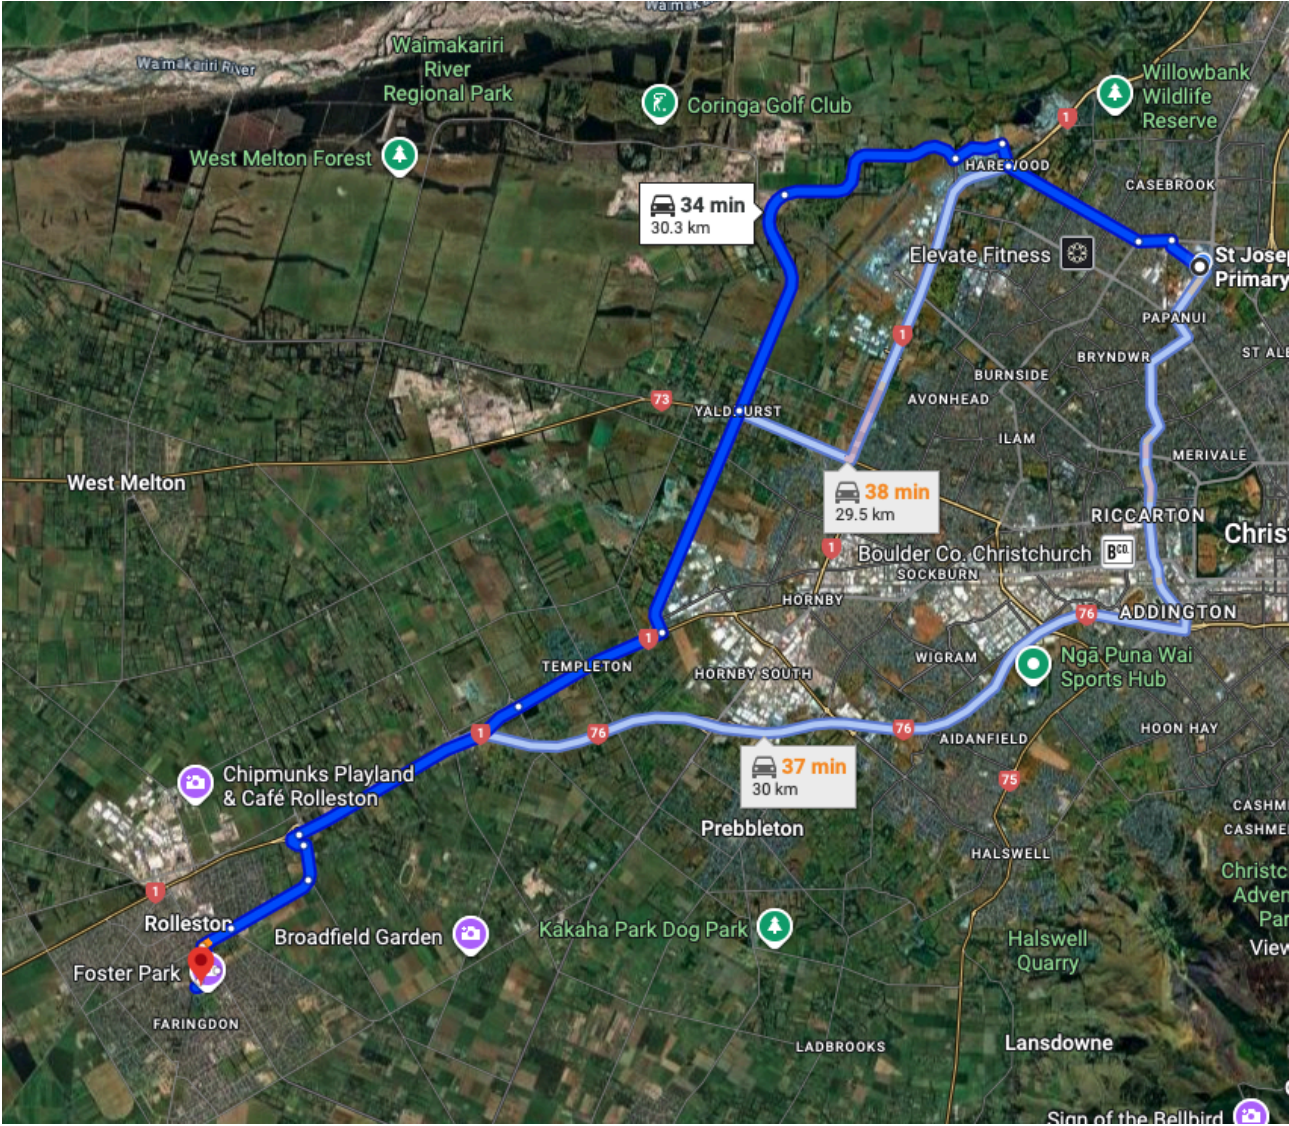 Waimakariri River
Waimakariri
River
Regional Park
Coringa Golf Club
Willowbank
Wildlife
Reserve
1
West Melton Forest
HAREWOOD
CASEBROOK
34 min
30.3 km
Elevate Fitness
St Jose
Primary
PAPANUI
1
BRYNDWR
ST ALB
BURNSIDE
73
YALDHURST
AVONHEAD
ILAM
MERIVALE
West Melton
38 min
29.5 km
RICCARTON
Christ
1
Boulder Co. Christchurch
BCO.
SOCKBURN
HORNBY
76
ADDINGTON
1
TEMPLETON
HORNBY SOUTH
WIGRAM
Ngā Puna Wai
Sports Hub
1
76
76
AIDANFIELD
HOON HAY
37 min
30 km
75
Chipmunks Playland
& Café Rolleston
Prebbleton
CASHME
CASHME
HALSWELL
1
Christc
Adven
Par
Rolleston
Broadfield Garden
Kakaha Park Dog Park
Halswell
Quarry
View
Foster Park
FARINGDON
LADBROOKS
Lansdowne
Sign of the Bellbird